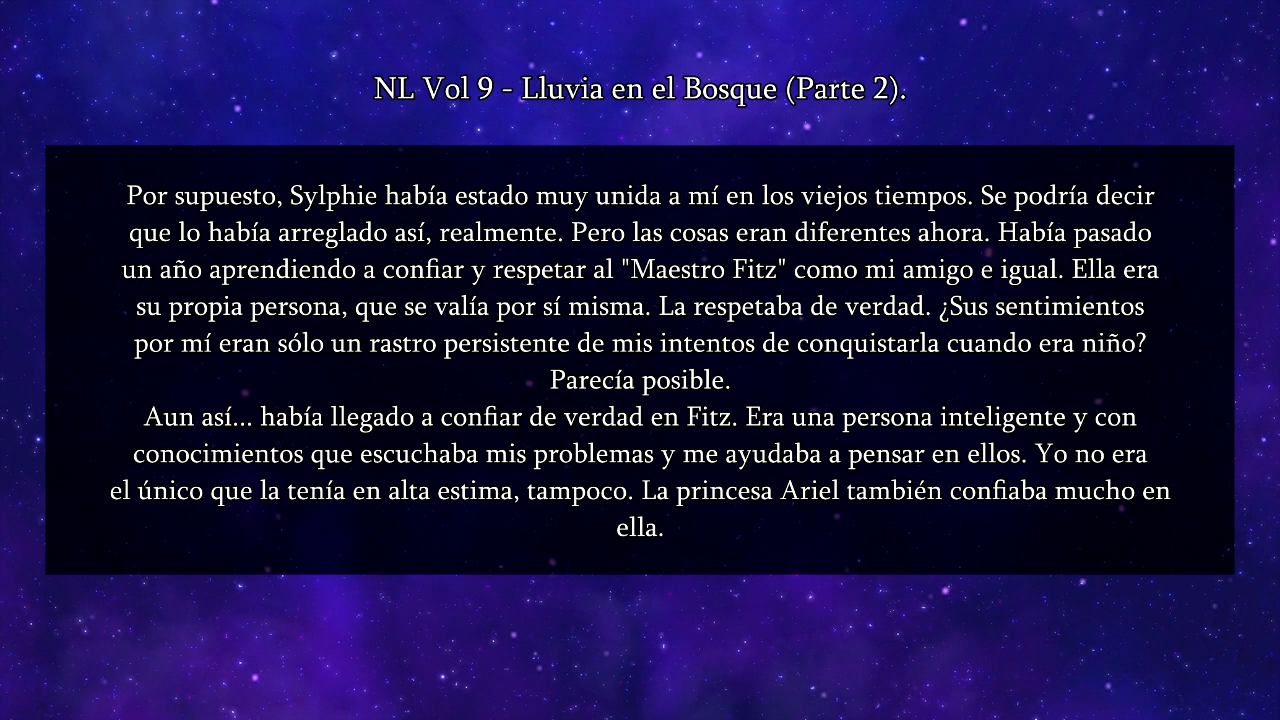 NL Vol 9 - Lluvia en el Bosque (Parte 2).
Por supuesto, Sylphie había estado muy unida a mí en los viejos tiempos. Se podría decir
que lo había arreglado así, realmente. Pero las cosas eran diferentes ahora. Había pasado
un año aprendiendo a confiar y respetar al "Maestro Fitz" como mi amigo e igual. Ella era
su propia persona, que se valía por sí misma. La respetaba de verdad. ¿Sus sentimientos
por mí eran sólo un rastro persistente de mis intentos de conquistarla cuando era niño?
Parecía posible.
Aun así... había llegado a confiar de verdad en Fitz. Era una persona inteligente y con
conocimientos que escuchaba mis problemas y me ayudaba a pensar en ellos. Yo no era
el único que la tenía en alta estima, tampoco. La princesa Ariel también confiaba mucho en
ella.